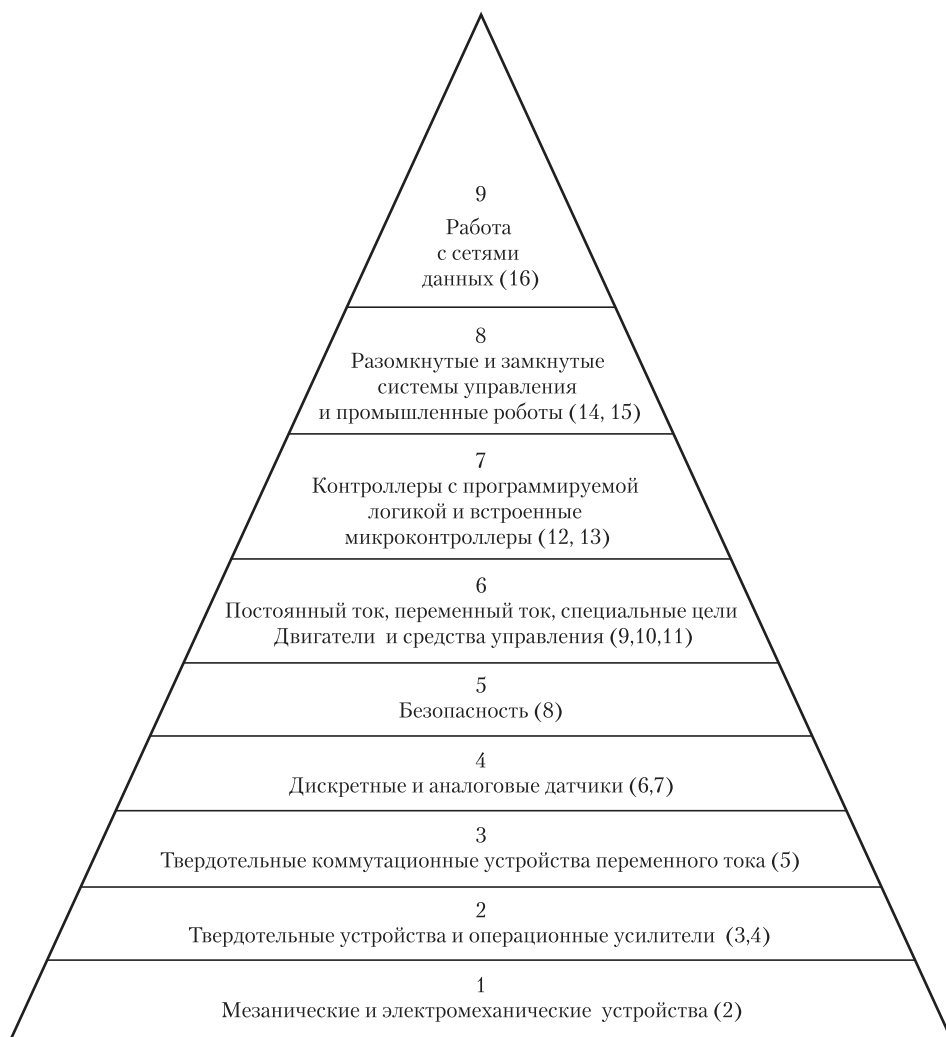 9
Работа
с сетями
данных (16)
8
Разомкнутые и замкнутые
системы управления
и промышленные роботы (14, 15)
7
Контроллеры с программируемой
логикой и встроенные
микроконтроллеры (12, 13)
6
Постоянный ток, переменный ток, специальные цели
Двигатели и средства управления (9,10,11)
5
Безопасность (8)
4
Дискретные и аналоговые датчики (6,7)
3
Твердотельные коммутационные устройства переменного тока (5)
2
Твердотельные устройства и операционные усилители (3,4)
1
Мезанические и электромеханические устройства (2)